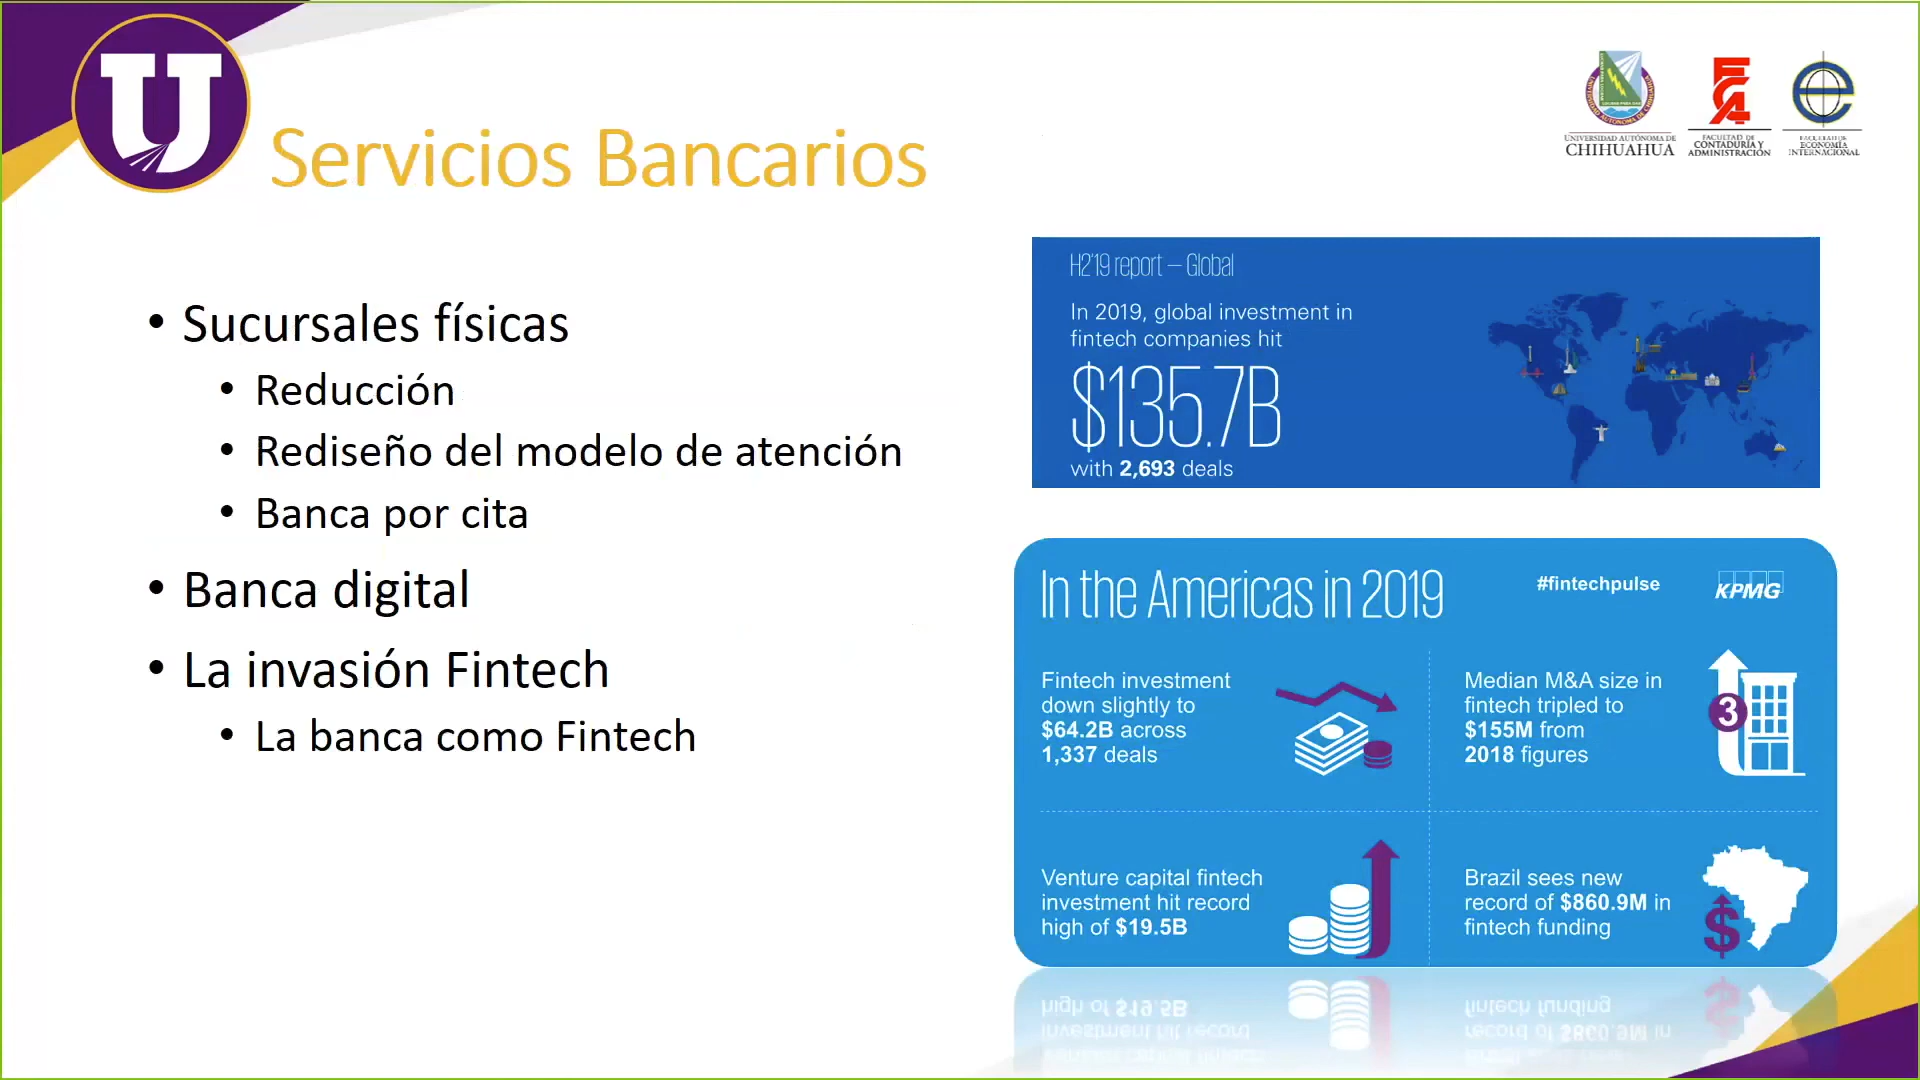 U
Servicios Bancarios
UNIVERSIDAD AUTÓNOMA DE
CHIHUAHUA
FCA
FACULTAD DE
CONTADURÍA Y
ADMINISTRACIÓN
e
FACULTAD DE
ECONOMÍA
INTERNACIONAL
• Sucursales físicas
• Reducción
• Rediseño del modelo de atención
• Banca por cita
• Banca digital
• La invasión Fintech
• La banca como Fintech
H2'19 report – Global
In 2019, global investment in
fintech companies hit
$135.7B
with 2,693 deals
In the Americas in 2019
#fintechpulse
KPMG
Fintech investment
down slightly to
$64.2B across
1,337 deals
Median M&A size in
fintech tripled to
$155M from
2018 figures
3
Venture capital fintech
investment hit record
high of $19.5B
Brazil sees new
record of $860.9M in
fintech funding
$